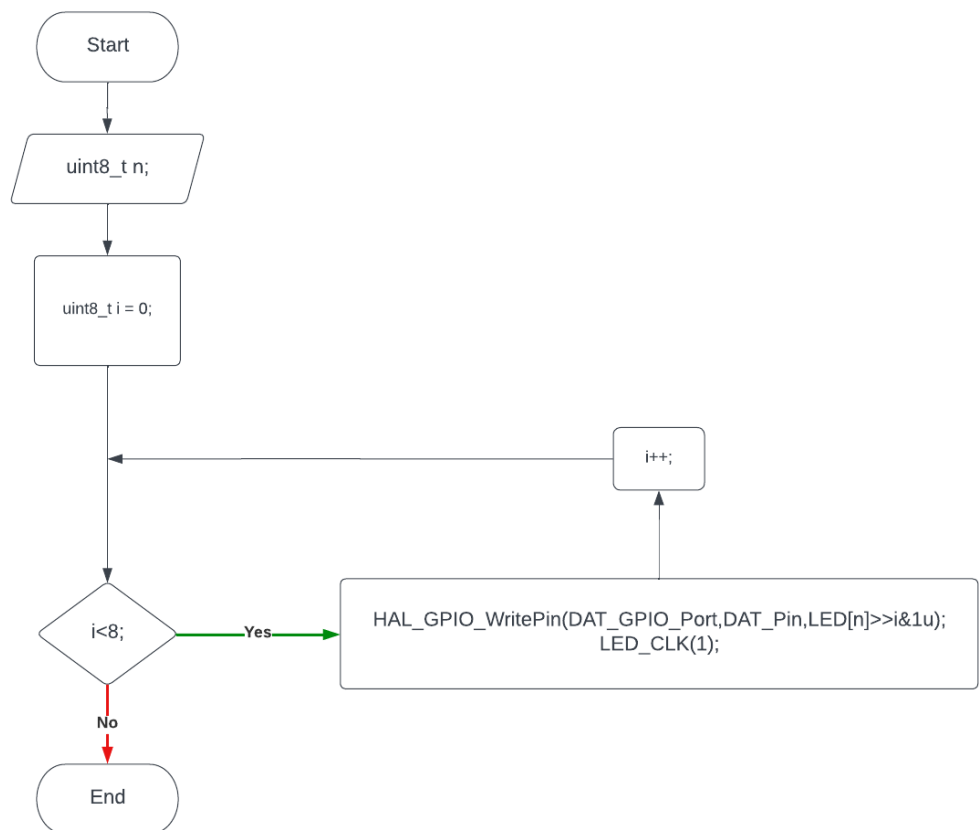 Start
uint8_t n;
uint8_t i = 0;
i++;
i<8;
Yes
HAL_GPIO_WritePin(DAT_GPIO_Port,DAT_Pin,LED[n]>>i&1u);
LED_CLK(1);
No
End